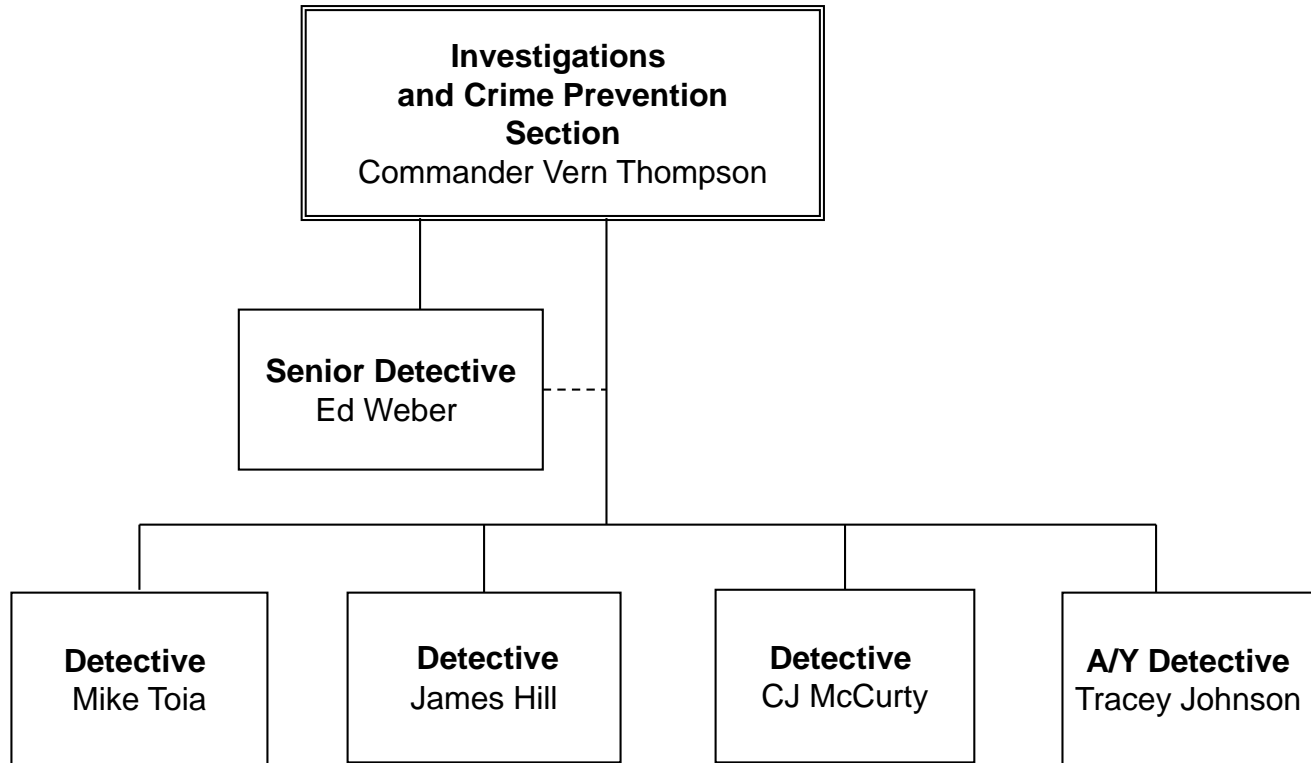 Investigations
and Crime Prevention
Section
Commander Vern Thompson
Senior Detective
Ed Weber
Detective
Mike Toia
Detective
James Hill
Detective
CJ McCurty
A/Y Detective
Tracey Johnson